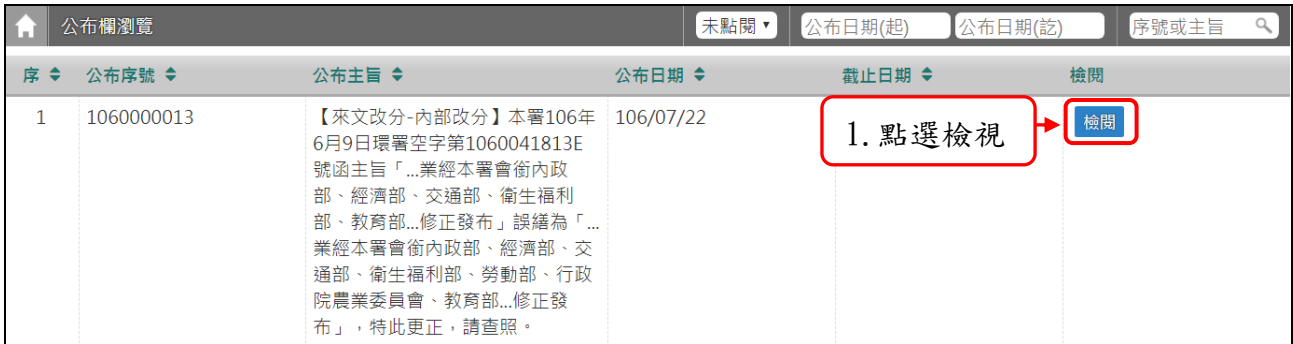 公布欄瀏覽 未點閱 公布日期(起) 公布日期(訖) 序號或主旨
序 公布序號 公布主旨 公布日期 截止日期 檢閱
1 1060000013 【來文改分-內部改分】本署106年 106/07/22 檢閱
6月9日環署空字第1060041813E
號函主旨「...業經本署會銜內政
部、經濟部、交通部、衛生福利
部、教育部...修正發布」誤繕為「...
業經本署會銜內政部、經濟部、交
通部、衛生福利部、勞動部、行政
院農業委員會、教育部...修正發
布」，特此更正，請查照。
1.點選檢視